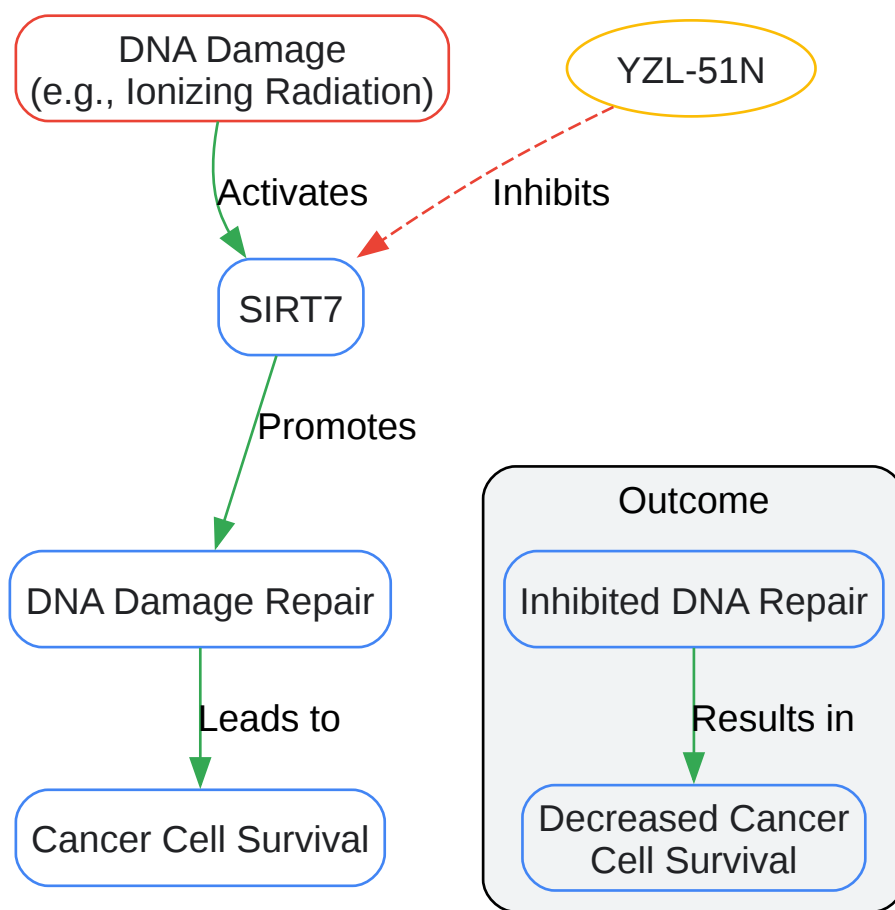 DNA Damage
(e.g., Ionizing Radiation)
YZL-51N
Activates
Inhibits
SIRT7
Promotes
Outcome
DNA Damage Repair
Inhibited DNA Repair
Leads to
Results in
Cancer Cell Survival
Decreased Cancer
Cell Survival